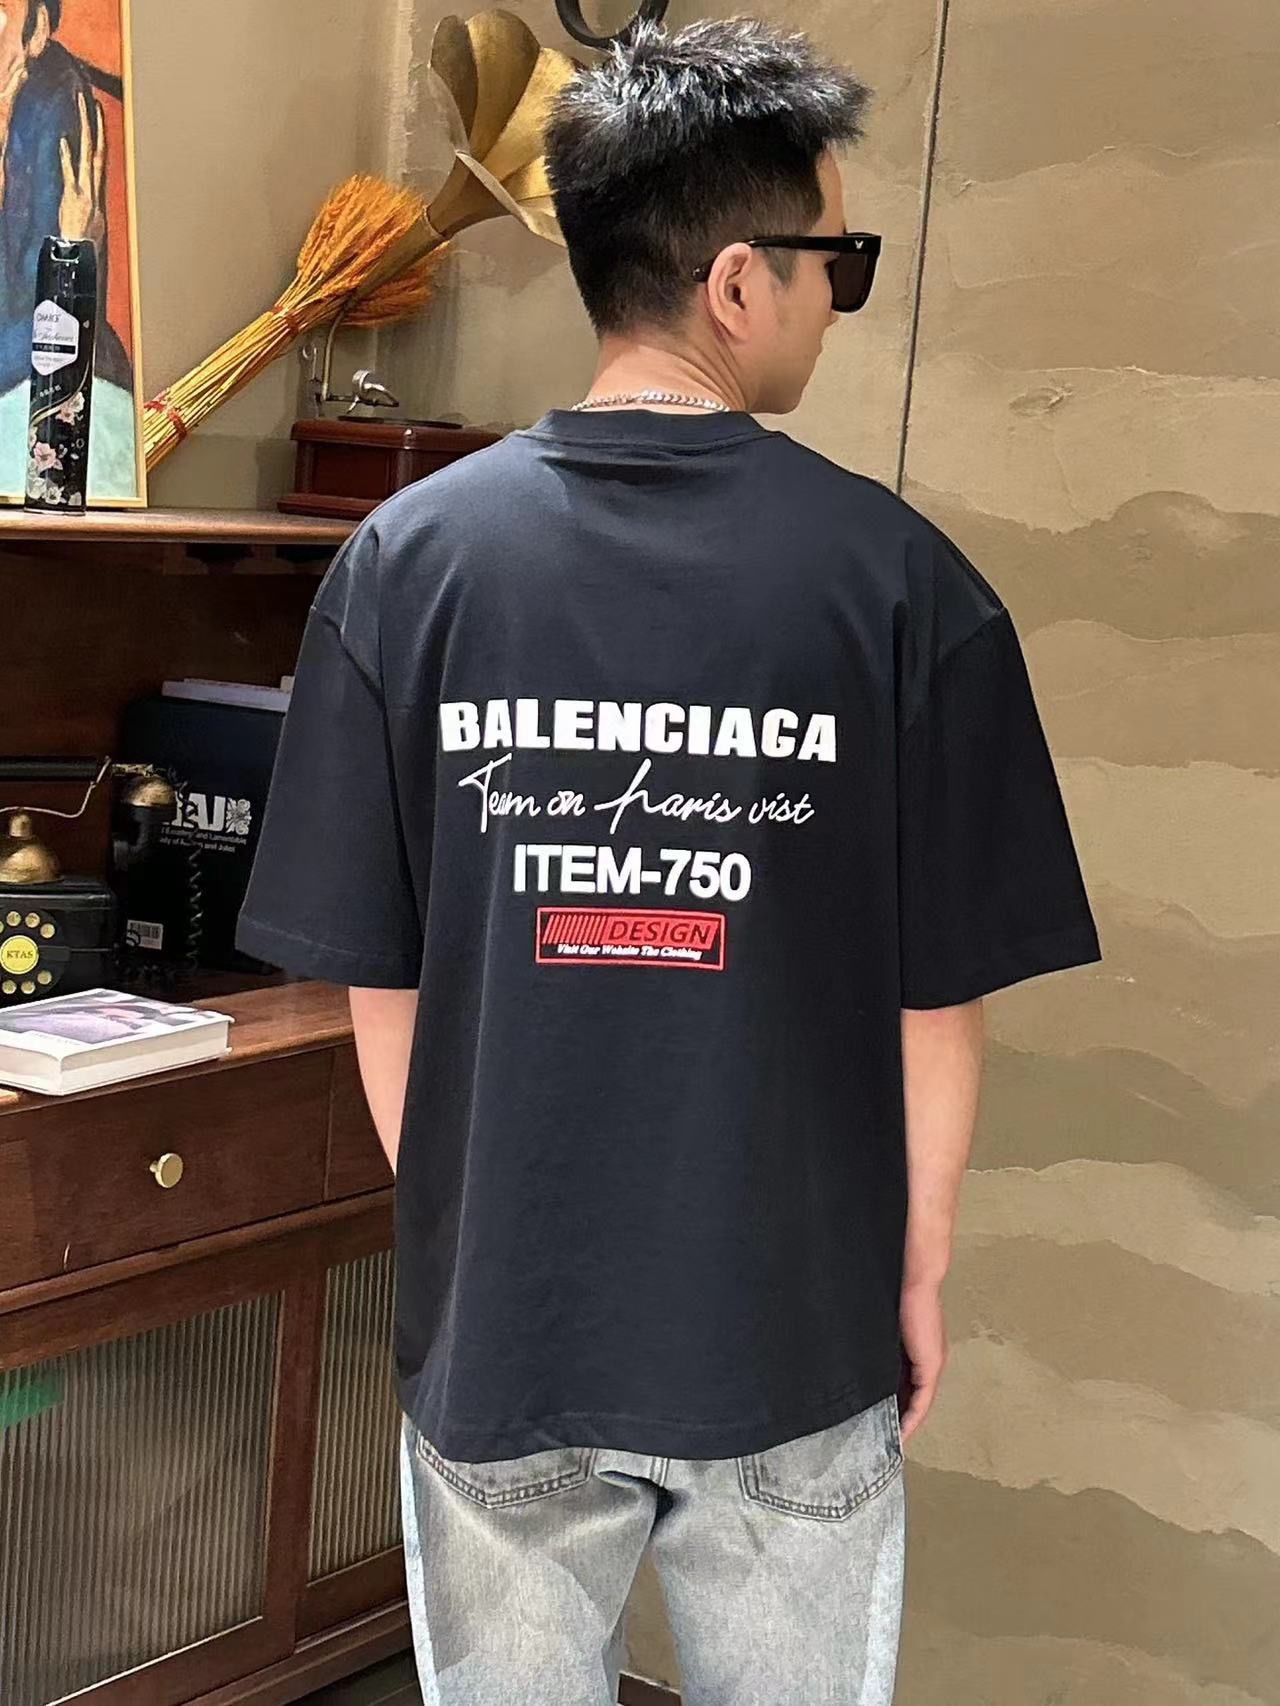 BALENCIAGA
Team on paris vist
ITEM-750
DESIGN
Visit Our Website The Clothing
KTAS